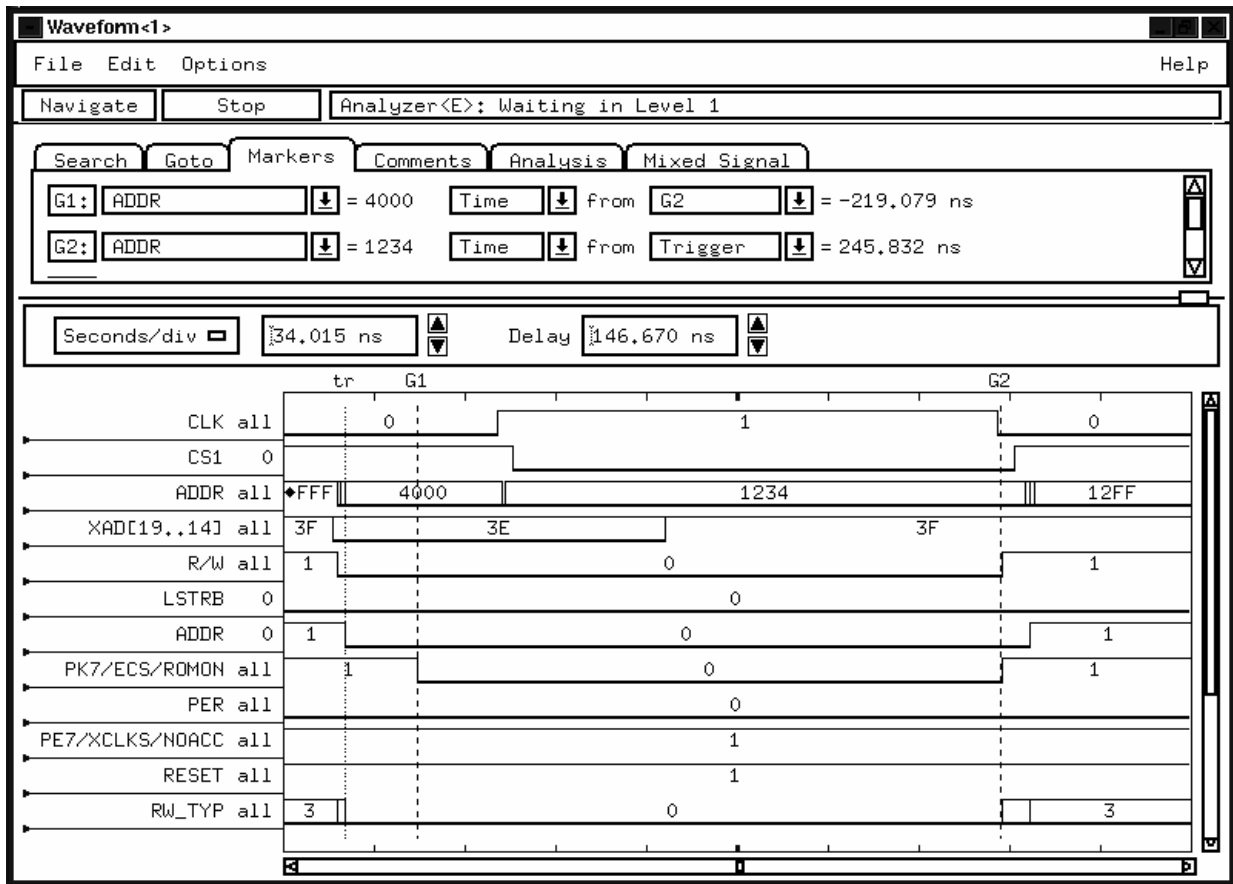 Waveform<1>
File Edit Options Help
Navigate Stop Analyzer<E>: Waiting in Level 1
Search Goto Markers Comments Analysis Mixed Signal
G1: ADDR = 4000 Time from G2 = -219.079 ns
G2: ADDR = 1234 Time from Trigger = 245.832 ns
Seconds/div 34.015 ns Delay 146.670 ns
tr G1 G2
CLK all 0 1 0
CS1 0
ADDR all FFF 4000 1234 12FF
XAD[19..14] all 3F 3E 3F
R/W all 1 0 1
LSTRB 0 0
ADDR 0 1 0 1
PK7/ECS/ROMON all 1 0 1
PER all 0
PE7/XCLKS/NOACC all 1
RESET all 1
RW_TYP all 3 0 3